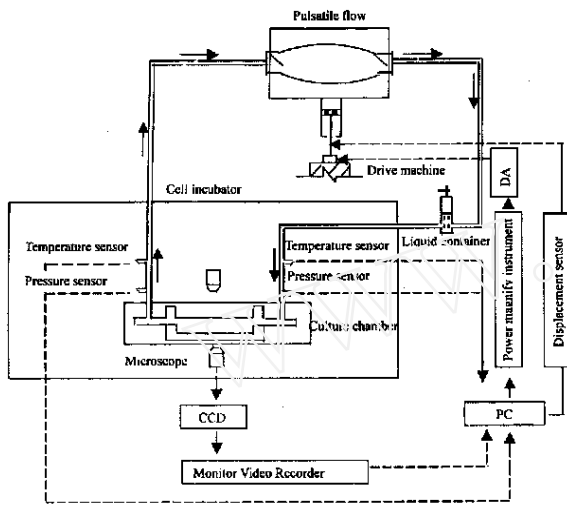 Pulsatile flow
Drive machine
DA
Cell incubator
Temperature sensor
Temperature sensor
Liquid container
Pressure sensor
Pressure sensor
Power magnify instrument
Displacement sensor
Culture chamber
Microscope
CCD
PC
Monitor Video Recorder
WWW.